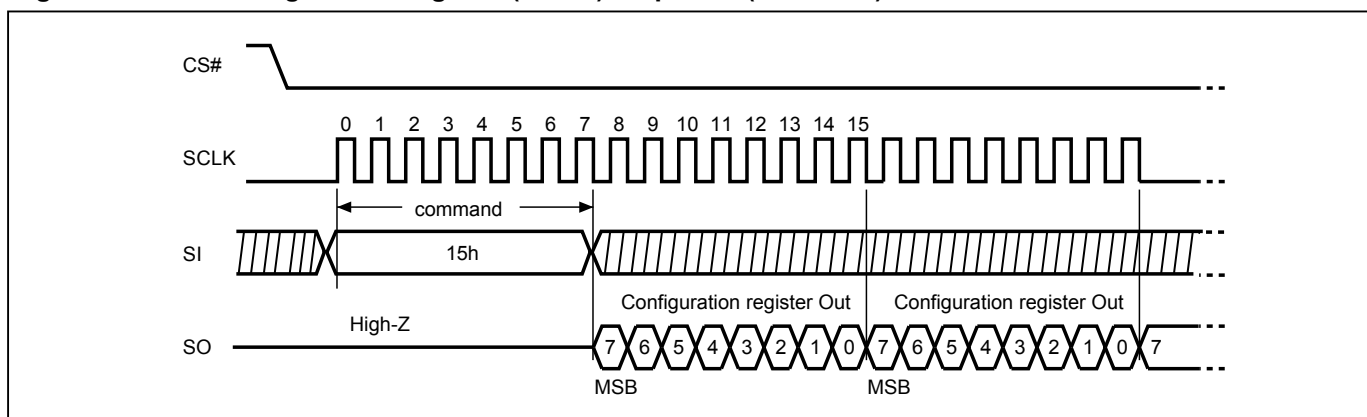 CS#
0 1 2 3 4 5 6 7 8 9 10 11 12 13 14 15
SCLK
command
SI
15h
Configuration register Out Configuration register Out
High-Z
SO
7 6 5 4 3 2 1 0 7 6 5 4 3 2 1 0 7
MSB MSB